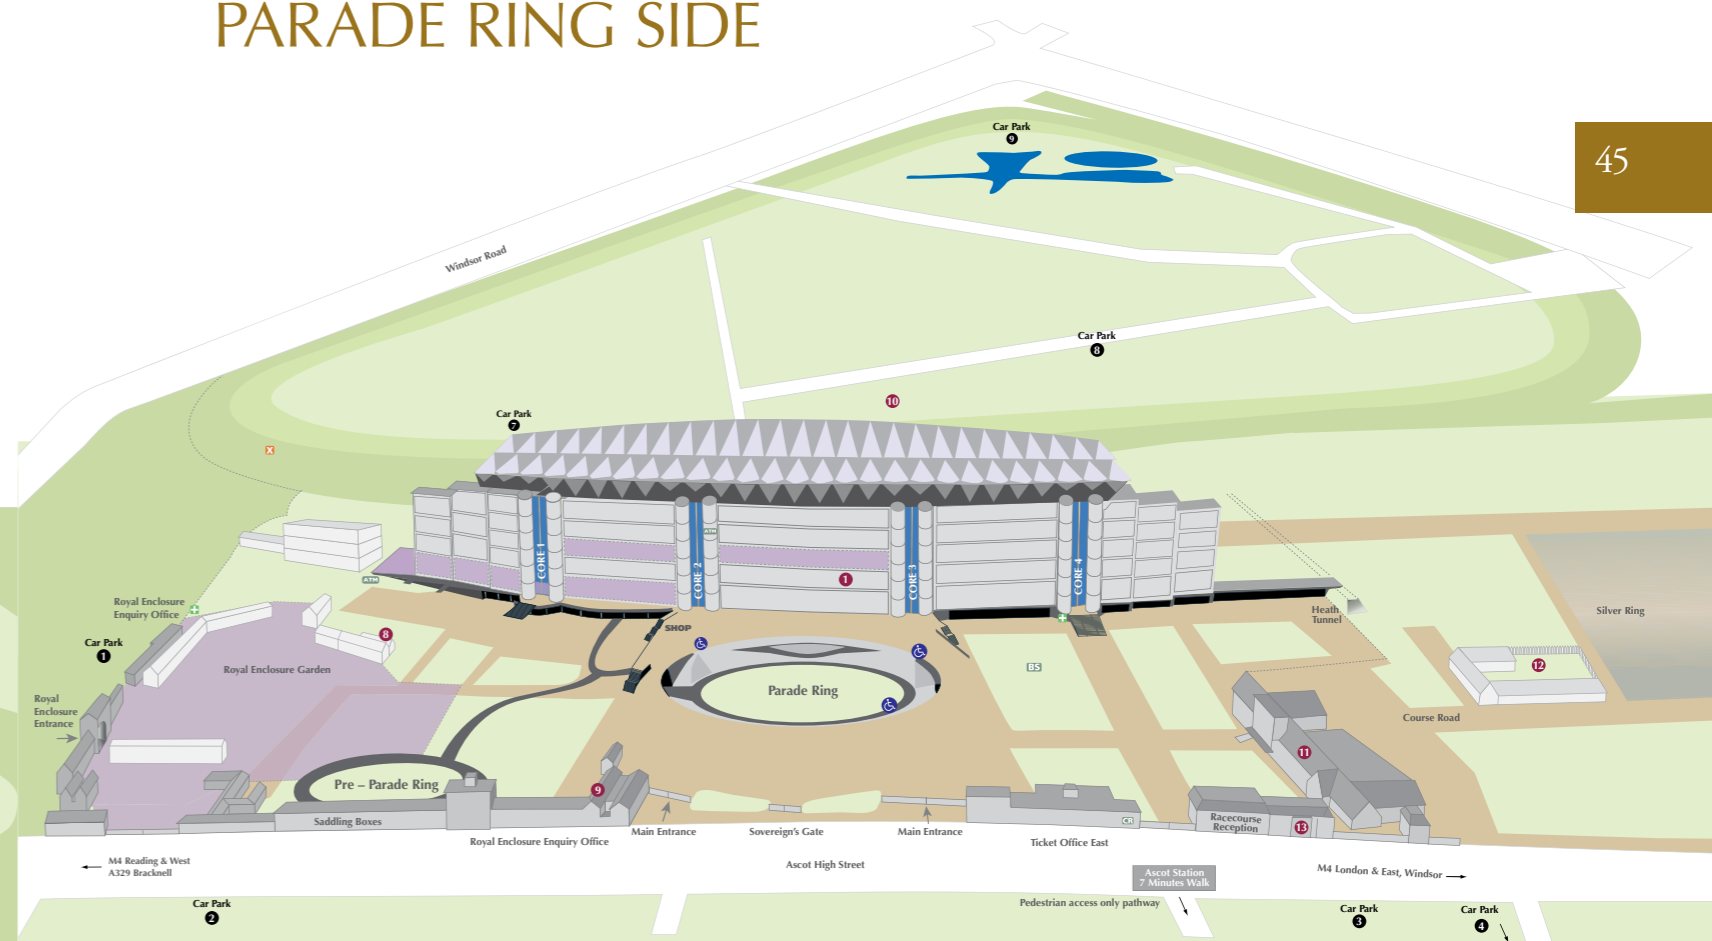 PARADE RING SIDE
45
Car Park
9
Windsor Road
Car Park
8
10
Car Park
7
X
CORE 1
CORE 2
CORE 3
CORE 4
ATM
1
ATM
Royal Enclosure
Enquiry Office
Car Park
1
8
Royal Enclosure Garden
Royal
Enclosure
Entrance
SHOP
Parade Ring
BS
Heath
Tunnel
Silver Ring
12
Course Road
11
Pre – Parade Ring
9
Saddling Boxes
Royal Enclosure Enquiry Office
Main Entrance
Sovereign's Gate
Main Entrance
CR
Ticket Office East
Racecourse
Reception
13
M4 Reading & West
A329 Bracknell
Ascot High Street
Ascot Station
7 Minutes Walk
M4 London & East, Windsor
Pedestrian access only pathway
Car Park
2
Car Park
3
Car Park
4